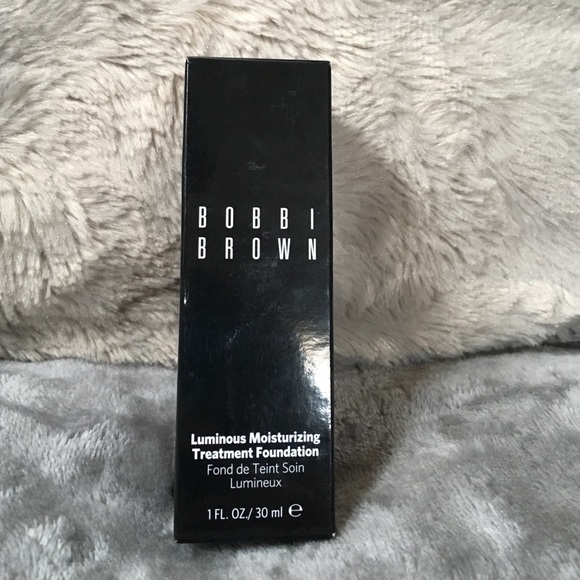 BOBBI
BROWN
Luminous Moisturizing
Treatment Foundation
Fond de Teint Soin
Lumineux
1 FL. OZ./ 30 ml ℮